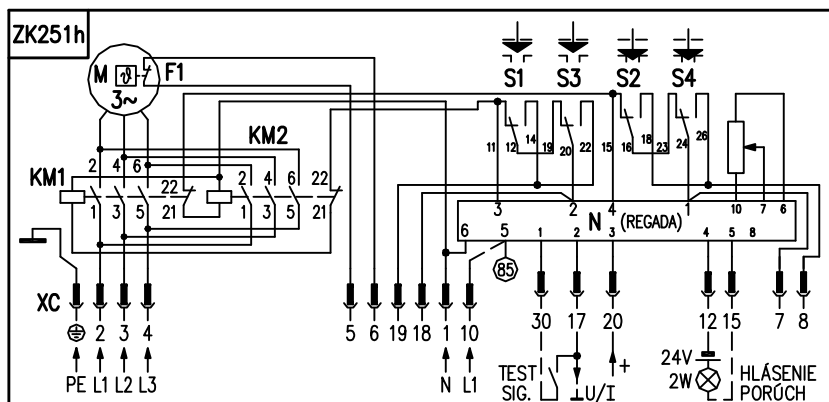 ZK251h
M ϑ F1
3~
S1 S3 S2 S4
KM2
KM1
2 4 6 22
1 3 5 21
2 4 6 22
1 3 5 21
11 12 14 19 20 22 15 16 18 23 24 26
3 2 4 1 10 7 6
N (REGADA)
6 5 1 2 3 4 5 8
85
XC
2 3 4 5 6 19 18 1 10 30 17 20 12 15 7 8
PE L1 L2 L3 N L1
TEST
SIG.
U/I
+
24V
2W
HLÁSENIE
PORÚCH